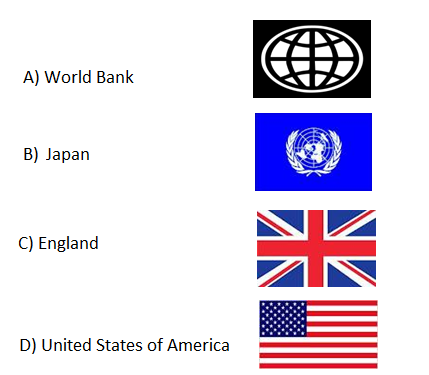 A) World Bank
B) Japan
C) England
D) United States of America